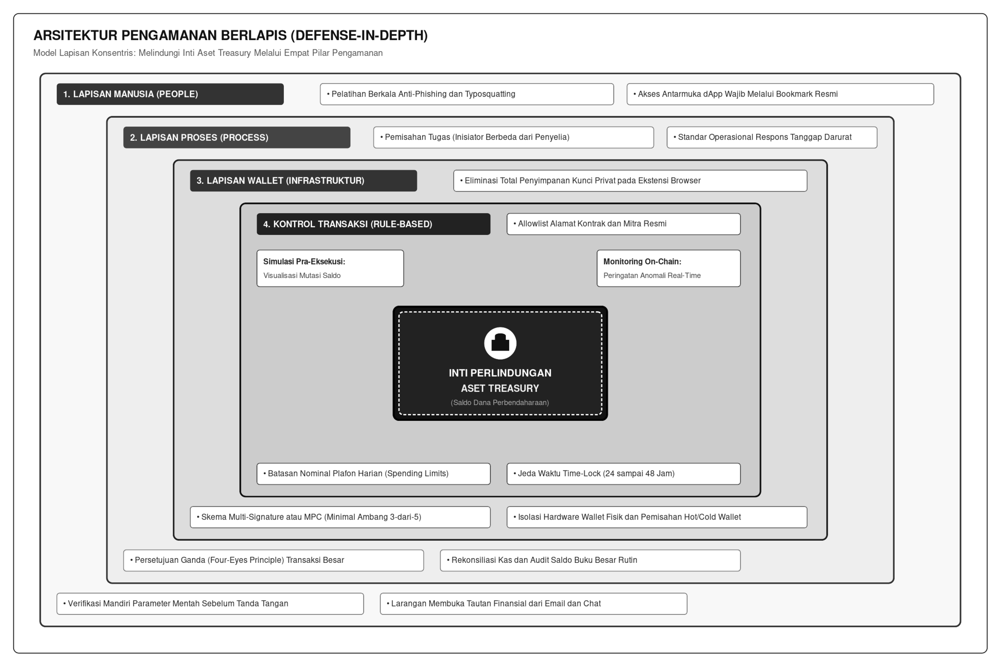 ARSITEKTUR PENGAMANAN BERLAPIS (DEFENSE-IN-DEPTH)
Model Lapisan Konsentris: Melindungi Inti Aset Treasury Melalui Empat Pilar Pengamanan
1. LAPISAN MANUSIA (PEOPLE)
• Pelatihan Berkala Anti-Phishing dan Typosquatting
• Akses Antarmuka dApp Wajib Melalui Bookmark Resmi
2. LAPISAN PROSES (PROCESS)
• Pemisahan Tugas (Inisiator Berbeda dari Penyelia)
• Standar Operasional Respons Tanggap Darurat
3. LAPISAN WALLET (INFRASTRUKTUR)
• Eliminasi Total Penyimpanan Kunci Privat pada Ekstensi Browser
4. KONTROL TRANSAKSI (RULE-BASED)
• Allowlist Alamat Kontrak dan Mitra Resmi
Simulasi Pra-Eksekusi:
Visualisasi Mutasi Saldo
Monitoring On-Chain:
Peringatan Anomali Real-Time
INTI PERLINDUNGAN
ASET TREASURY
(Saldo Dana Perbendaharaan)
• Batasan Nominal Plafon Harian (Spending Limits)
• Jeda Waktu Time-Lock (24 sampai 48 Jam)
• Skema Multi-Signature atau MPC (Minimal Ambang 3-dari-5)
• Isolasi Hardware Wallet Fisik dan Pemisahan Hot/Cold Wallet
• Persetujuan Ganda (Four-Eyes Principle) Transaksi Besar
• Rekonsiliasi Kas dan Audit Saldo Buku Besar Rutin
• Verifikasi Mandiri Parameter Mentah Sebelum Tanda Tangan
• Larangan Membuka Tautan Finansial dari Email dan Chat